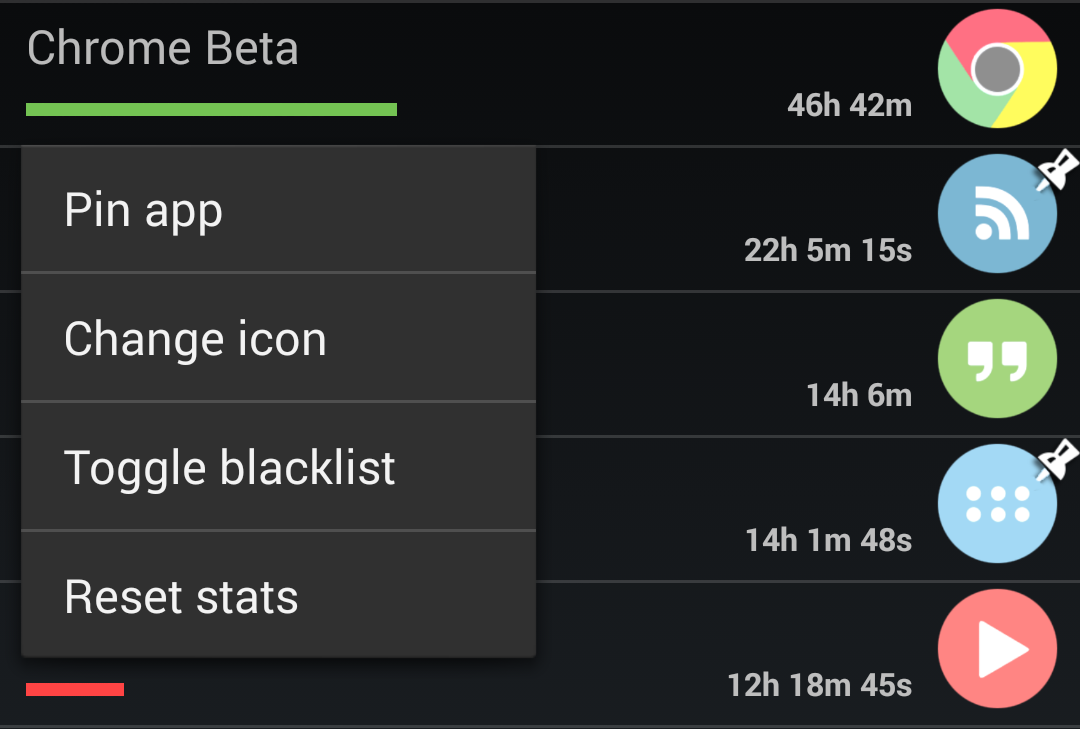 Chrome Beta
46h 42m
Pin app
22h 5m 15s
Change icon
14h 6m
Toggle blacklist
14h 1m 48s
Reset stats
12h 18m 45s